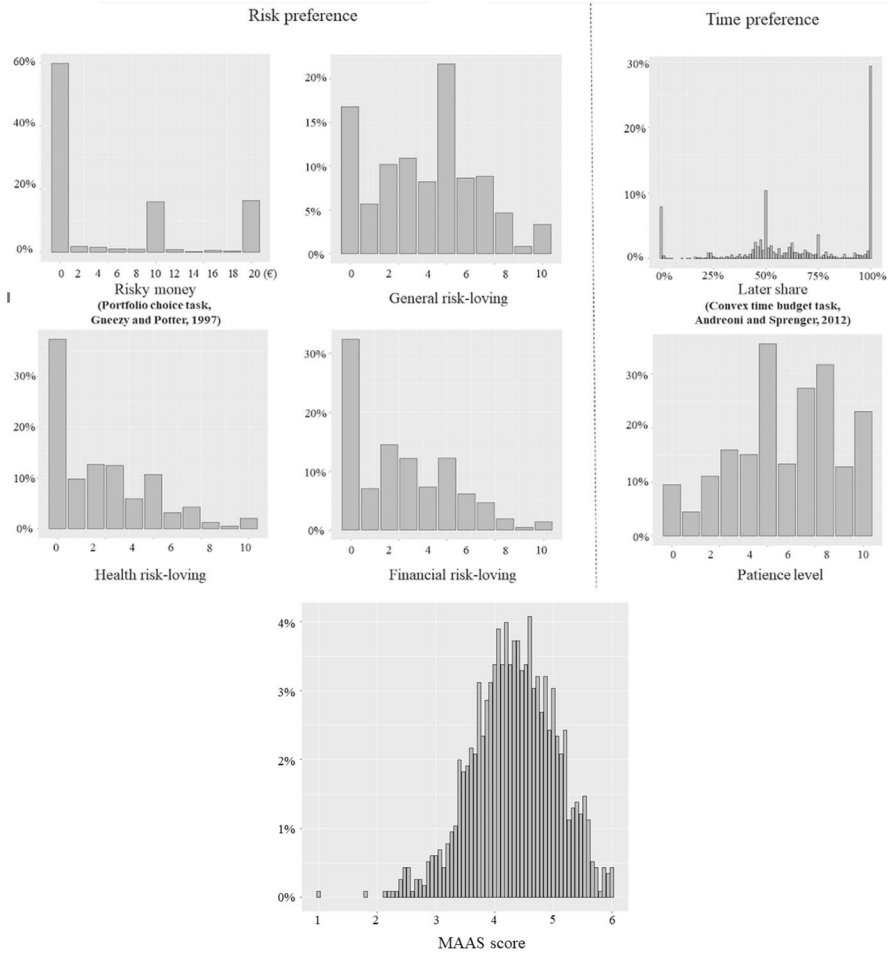 Risk preference
Time preference
60%
40%
20%
0%
0 2 4 6 8 10 12 14 16 18 20 (€)
Risky money
(Portfolio choice task,
Gneezy and Potter, 1997)
20%
15%
10%
5%
0%
0 2 4 6 8 10
General risk-loving
30%
20%
10%
0%
0% 25% 50% 75% 100%
Later share
(Convex time budget task,
Andreoni and Sprenger, 2012)
30%
20%
10%
0%
0 2 4 6 8 10
Health risk-loving
30%
20%
10%
0%
0 2 4 6 8 10
Financial risk-loving
30%
20%
10%
0%
0 2 4 6 8 10
Patience level
4%
3%
2%
1%
0%
1 2 3 4 5 6
MAAS score